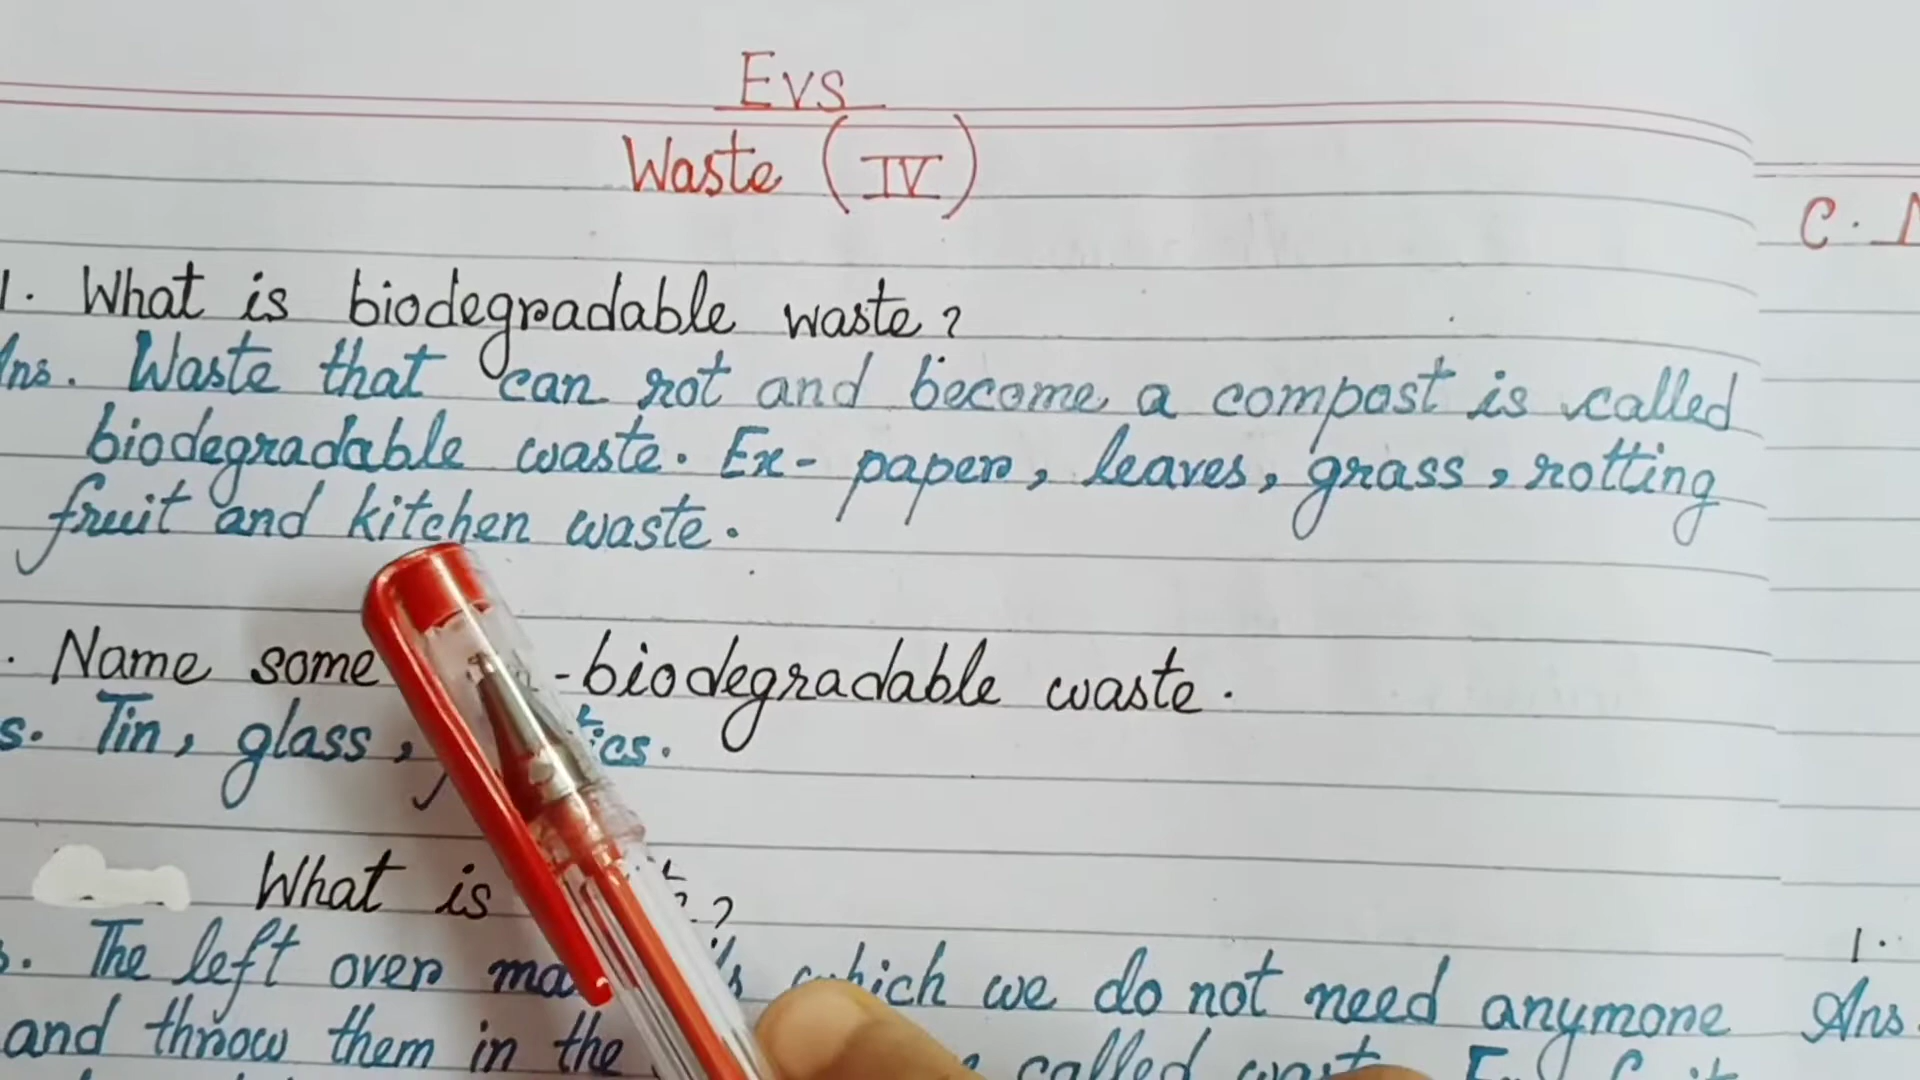 Evs
Waste (IV)
C.
1. What is biodegradable waste?
Ans. Waste that can rot and become a compost is called
biodegradable waste. Ex- paper, leaves, grass, rotting
fruit and kitchen waste.
. Name some -biodegradable waste.
s. Tin, glass,
What is ?
s. The left over which we do not need anymore
and throw them in the called
1.
Ans